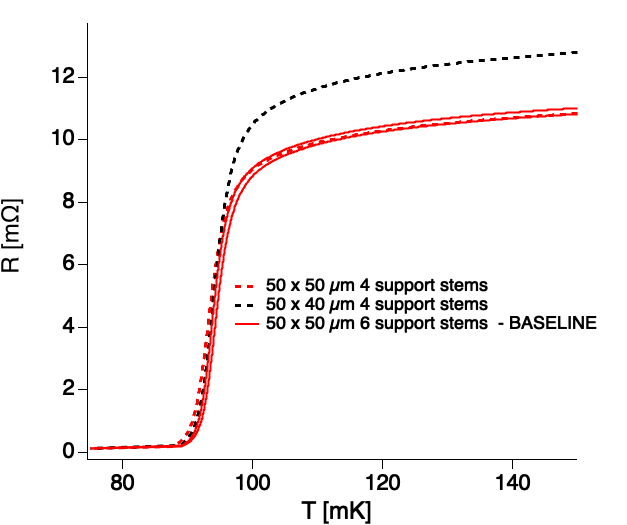 12
10
8
6
4
2
0
R [mΩ]
50 x 50 µm 4 support stems
50 x 40 µm 4 support stems
50 x 50 µm 6 support stems - BASELINE
80
100
120
140
T [mK]